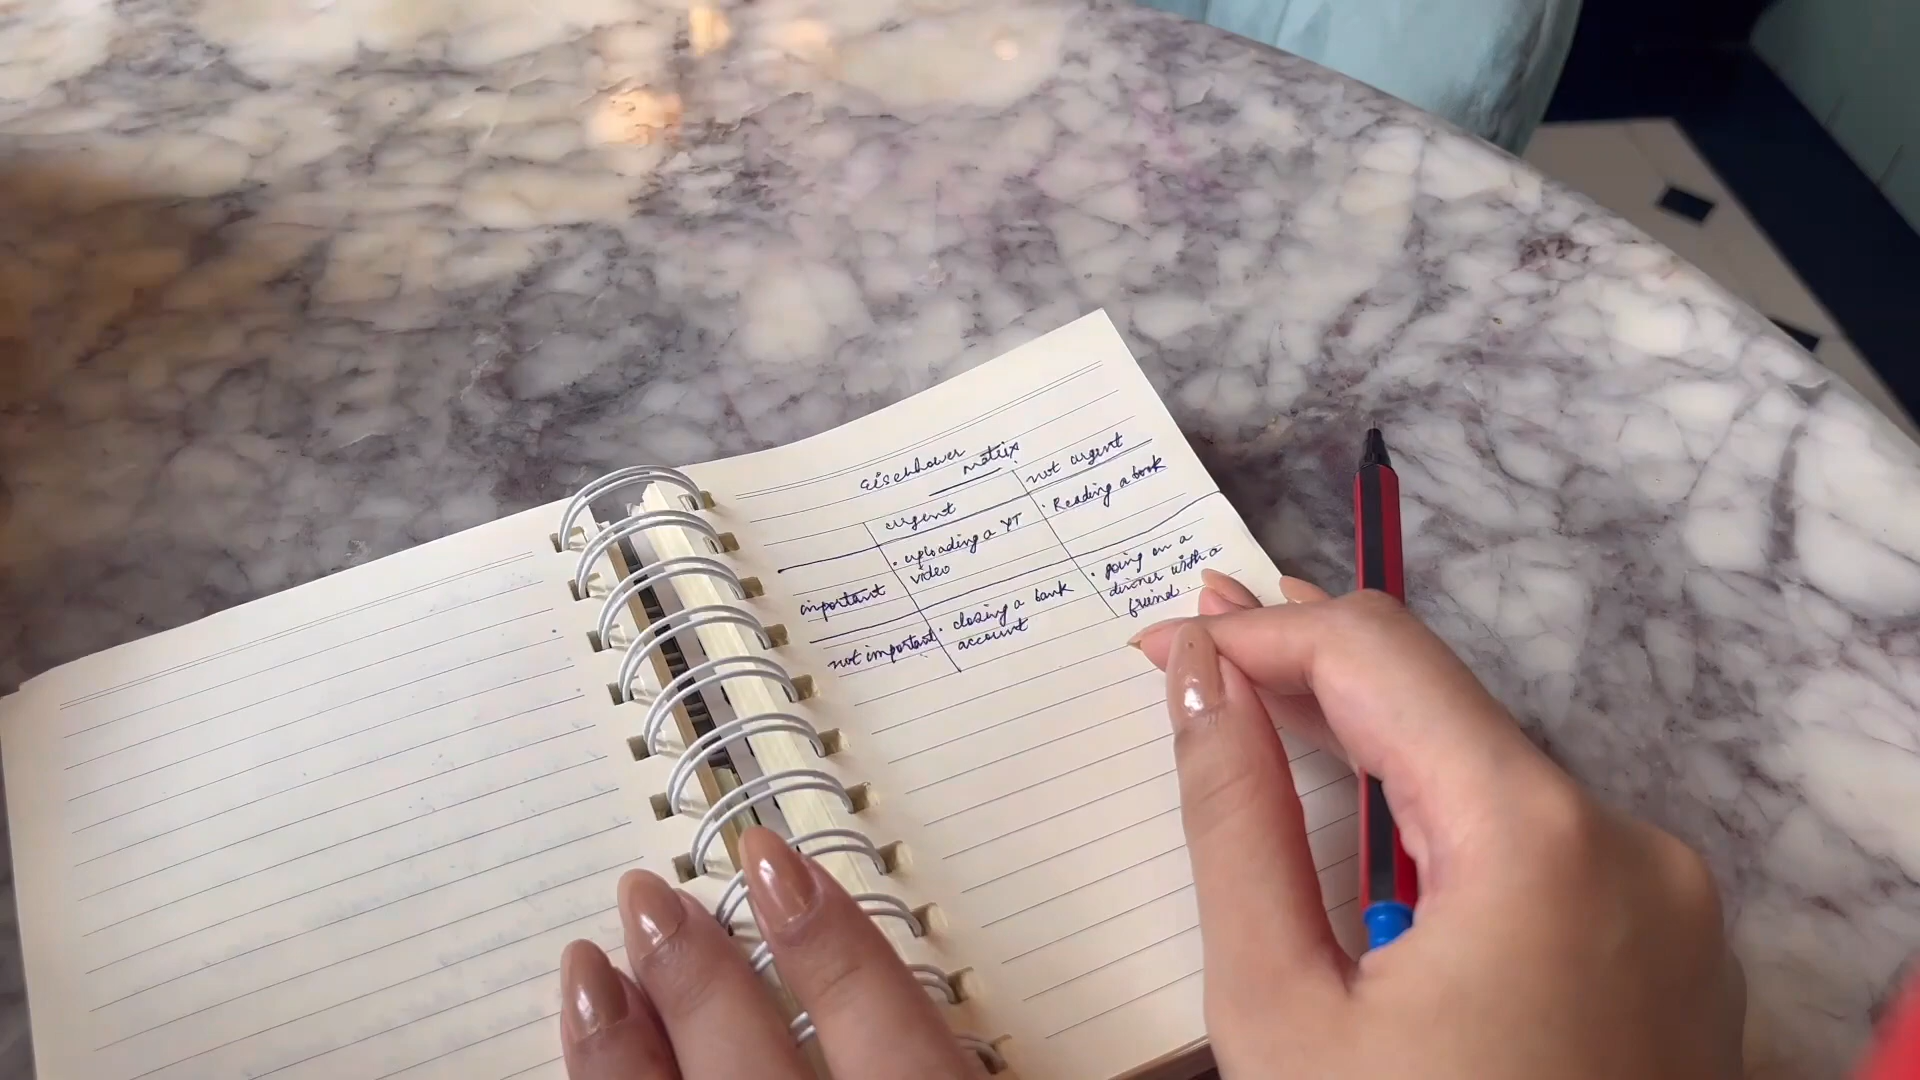 Eisenhower
matrix
urgent
not urgent
important
• uploading a YT
video
• Reading a book
not important
• closing a bank
account
• going on a
dinner with a
friend..